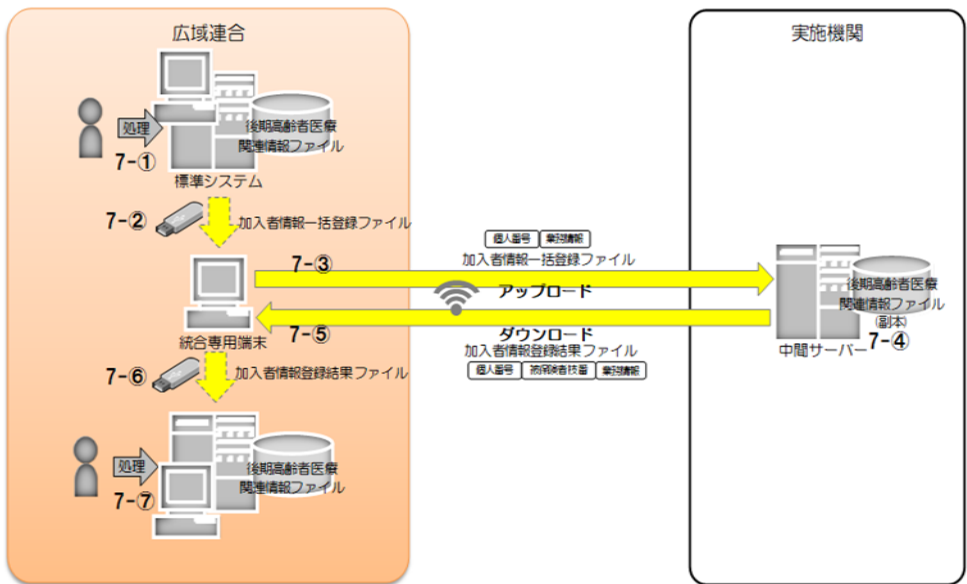 広域連合
実施機関
処理
7-①
後期高齢者医療
関連情報ファイル
標準システム
7-②
加入者情報一括登録ファイル
個人番号 業務情報
7-③
加入者情報一括登録ファイル
アップロード
後期高齢者医療
関連情報ファイル
(副本)
7-④
中間サーバー
7-⑤
統合専用端末
ダウンロード
加入者情報登録結果ファイル
個人番号 被保険者枝番 業務情報
7-⑥
加入者情報登録結果ファイル
処理
7-⑦
後期高齢者医療
関連情報ファイル